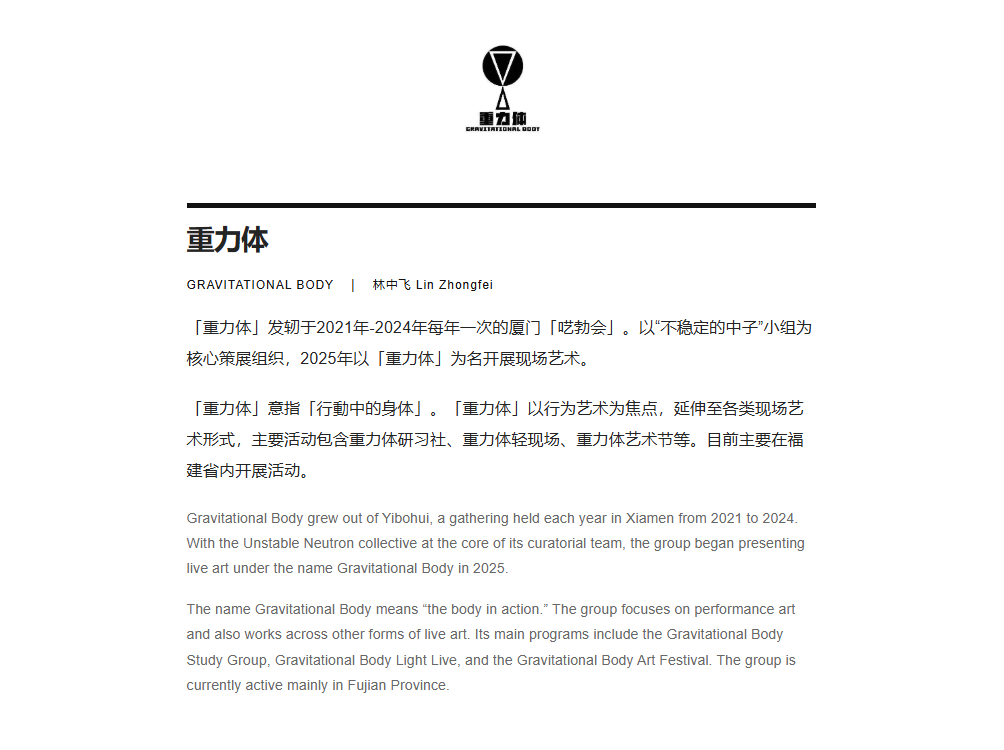 重力体
GRAVITATIONAL BODY
重力体
GRAVITATIONAL BODY | 林中飞 Lin Zhongfei
「重力体」发轫于2021年-2024年每年一次的厦门「呓勃会」。以“不稳定的中子”小组为
核心策展组织，2025年以「重力体」为名开展现场艺术。
「重力体」意指「行動中的身体」。「重力体」以行为艺术为焦点，延伸至各类现场艺
术形式，主要活动包含重力体研习社、重力体轻现场、重力体艺术节等。目前主要在福
建省内开展活动。
Gravitational Body grew out of Yibohui, a gathering held each year in Xiamen from 2021 to 2024.
With the Unstable Neutron collective at the core of its curatorial team, the group began presenting
live art under the name Gravitational Body in 2025.
The name Gravitational Body means “the body in action.” The group focuses on performance art
and also works across other forms of live art. Its main programs include the Gravitational Body
Study Group, Gravitational Body Light Live, and the Gravitational Body Art Festival. The group is
currently active mainly in Fujian Province.